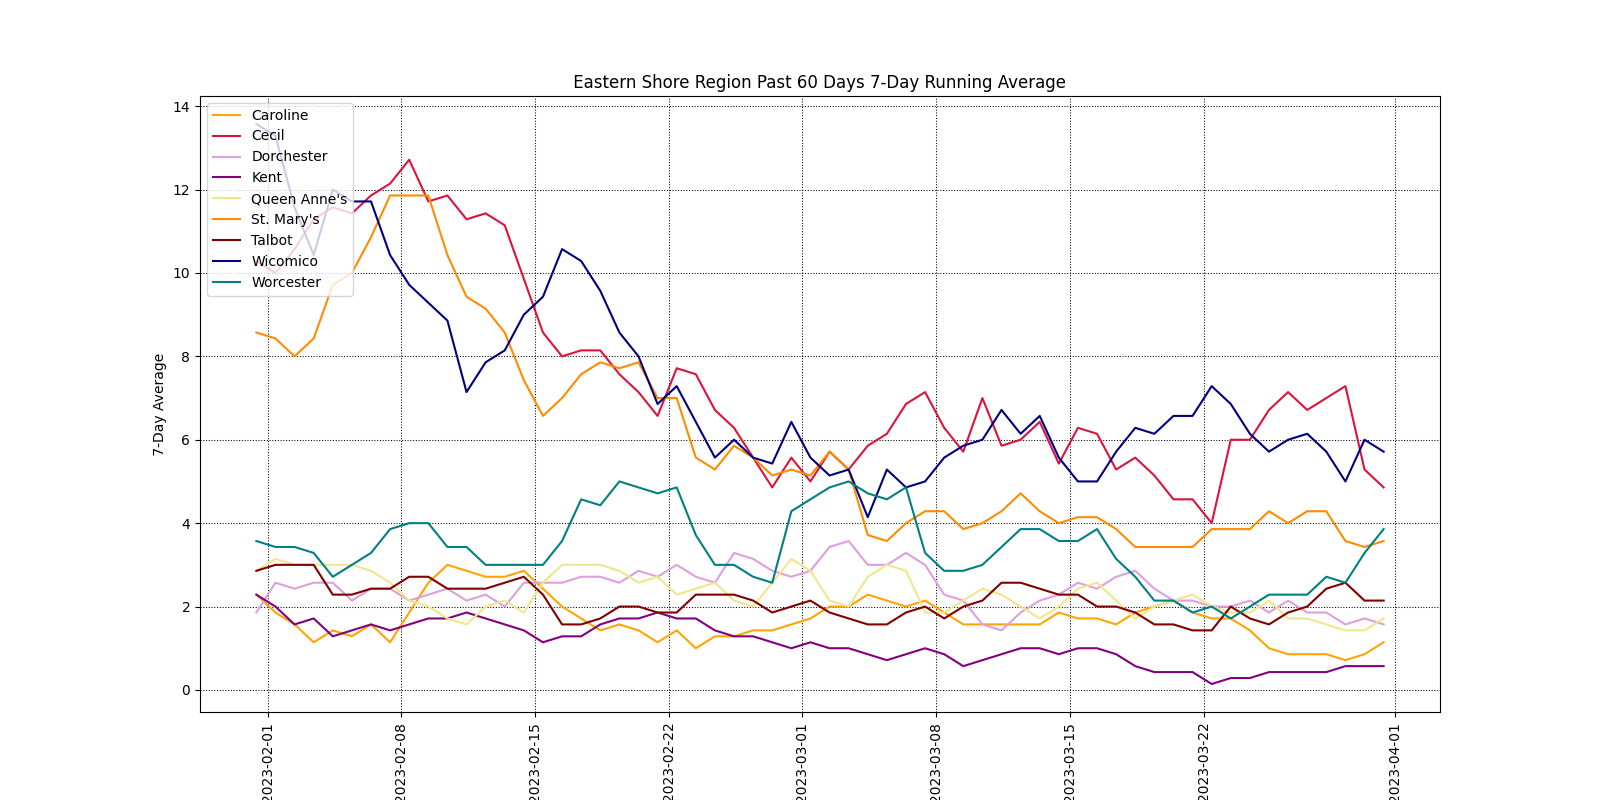 Eastern Shore Region Past 60 Days 7-Day Running Average
14
12
10
8
6
4
2
0
7-Day Average
Caroline
Cecil
Dorchester
Kent
Queen Anne's
St. Mary's
Talbot
Wicomico
Worcester
2023-02-01
2023-02-08
2023-02-15
2023-02-22
2023-03-01
2023-03-08
2023-03-15
2023-03-22
2023-04-01